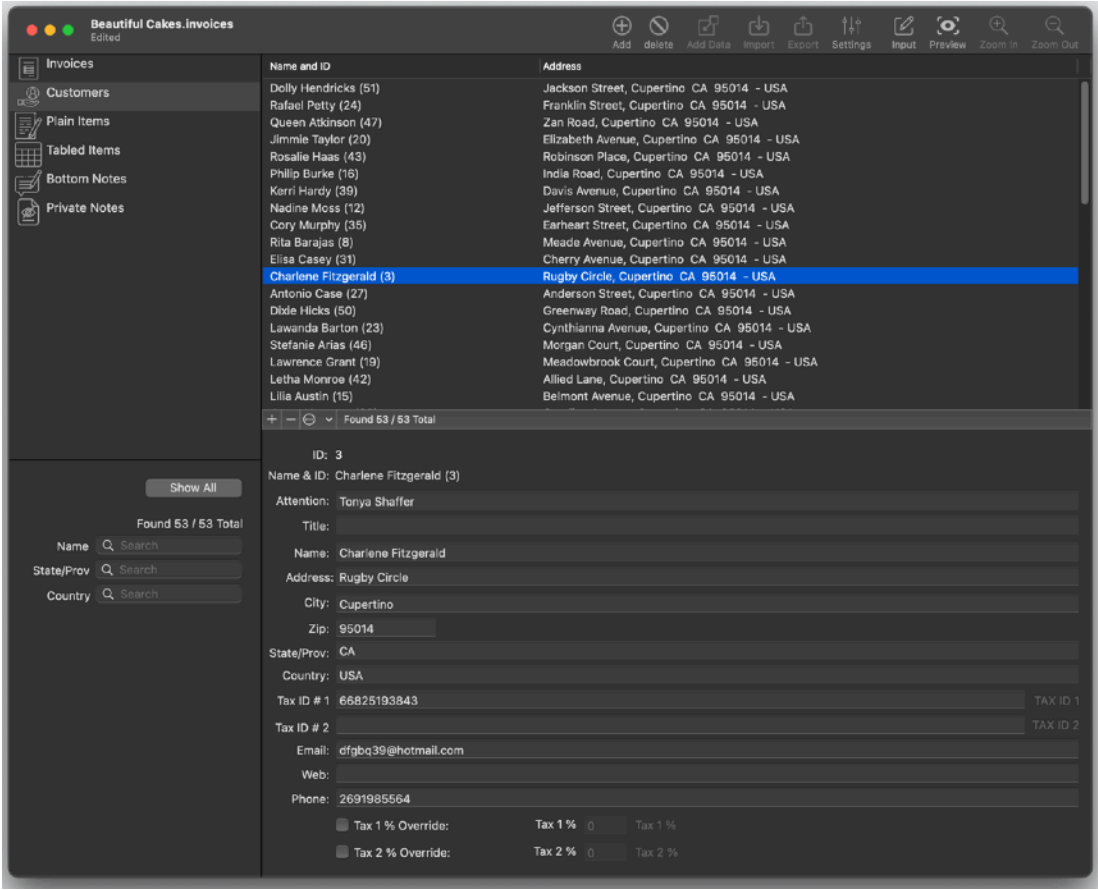 Beautiful Cakes.invoices
Edited
Add delete Add Data Import Export Settings Input Preview Zoom In Zoom Out
Invoices
Customers
Plain Items
Tabled Items
Bottom Notes
Private Notes
Name and ID Address
Dolly Hendricks (51) Jackson Street, Cupertino CA 95014 - USA
Rafael Petty (24) Franklin Street, Cupertino CA 95014 - USA
Queen Atkinson (47) Zan Road, Cupertino CA 95014 - USA
Jimmie Taylor (20) Elizabeth Avenue, Cupertino CA 95014 - USA
Rosalie Haas (43) Robinson Place, Cupertino CA 95014 - USA
Philip Burke (16) India Road, Cupertino CA 95014 - USA
Kerri Hardy (39) Davis Avenue, Cupertino CA 95014 - USA
Nadine Moss (12) Jefferson Street, Cupertino CA 95014 - USA
Cory Murphy (35) Earheart Street, Cupertino CA 95014 - USA
Rita Barajas (8) Meade Avenue, Cupertino CA 95014 - USA
Elisa Casey (31) Cherry Avenue, Cupertino CA 95014 - USA
Charlene Fitzgerald (3) Rugby Circle, Cupertino CA 95014 - USA
Antonio Case (27) Anderson Street, Cupertino CA 95014 - USA
Dixie Hicks (50) Greenway Road, Cupertino CA 95014 - USA
Lawanda Barton (23) Cynthianna Avenue, Cupertino CA 95014 - USA
Stefanie Arias (46) Morgan Court, Cupertino CA 95014 - USA
Lawrence Grant (19) Meadowbrook Court, Cupertino CA 95014 - USA
Letha Monroe (42) Allied Lane, Cupertino CA 95014 - USA
Lilia Austin (15) Belmont Avenue, Cupertino CA 95014 - USA
Found 53 / 53 Total
Show All
Found 53 / 53 Total
Name Search
State/Prov Search
Country Search
ID: 3
Name & ID: Charlene Fitzgerald (3)
Attention: Tonya Shaffer
Title:
Name: Charlene Fitzgerald
Address: Rugby Circle
City: Cupertino
Zip: 95014
State/Prov: CA
Country: USA
Tax ID # 1 66825193843 TAX ID 1
Tax ID # 2 TAX ID 2
Email: dfgbq39@hotmail.com
Web:
Phone: 2691985564
Tax 1 % Override: Tax 1 % 0 Tax 1 %
Tax 2 % Override: Tax 2 % 0 Tax 2 %